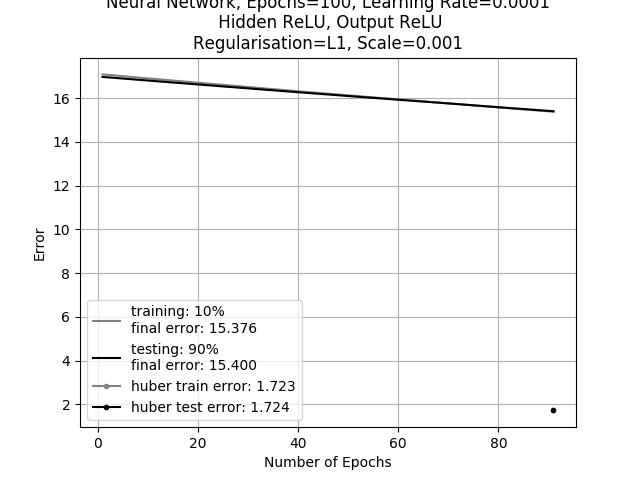 Neural Network, Epochs=100, Learning Rate=0.0001
Hidden ReLU, Output ReLU
Regularisation=L1, Scale=0.001
16
14
12
10
8
6
4
2
Error
training: 10%
final error: 15.376
testing: 90%
final error: 15.400
huber train error: 1.723
huber test error: 1.724
0 20 40 60 80
Number of Epochs